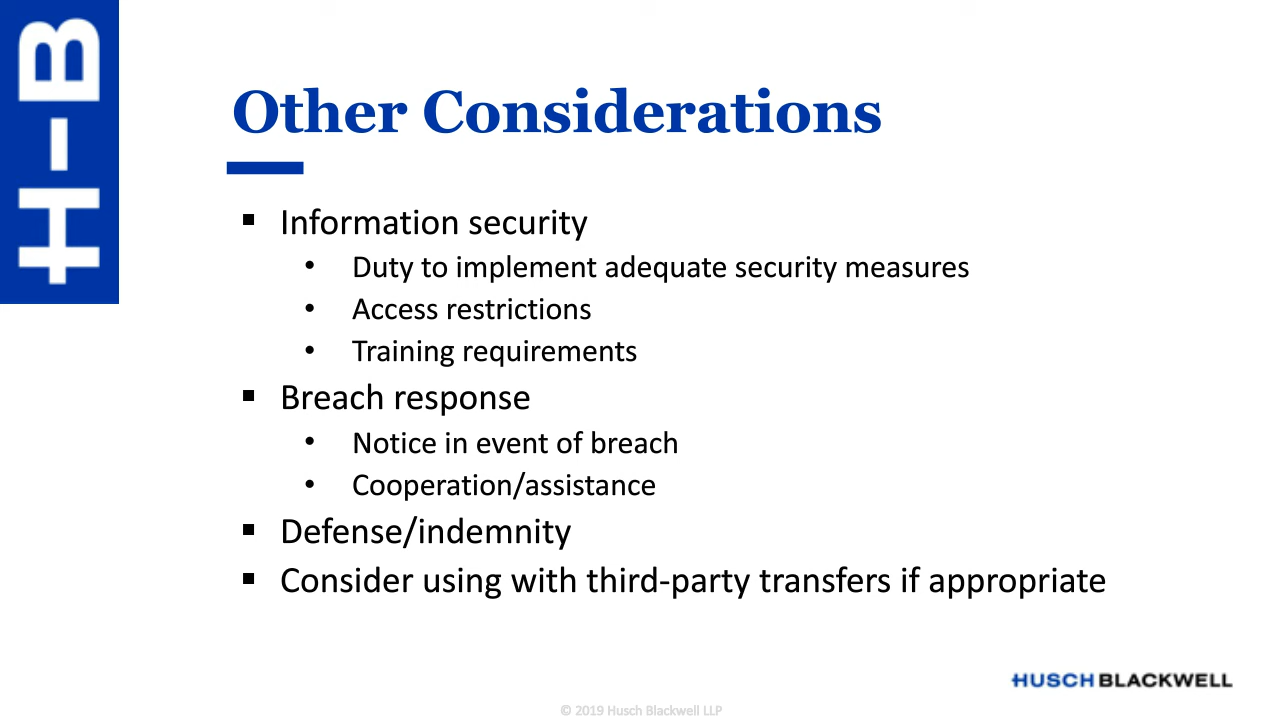 H-B
Other Considerations
▪ Information security
• Duty to implement adequate security measures
• Access restrictions
• Training requirements
▪ Breach response
• Notice in event of breach
• Cooperation/assistance
▪ Defense/indemnity
▪ Consider using with third-party transfers if appropriate
HUSCH BLACKWELL
© 2019 Husch Blackwell LLP